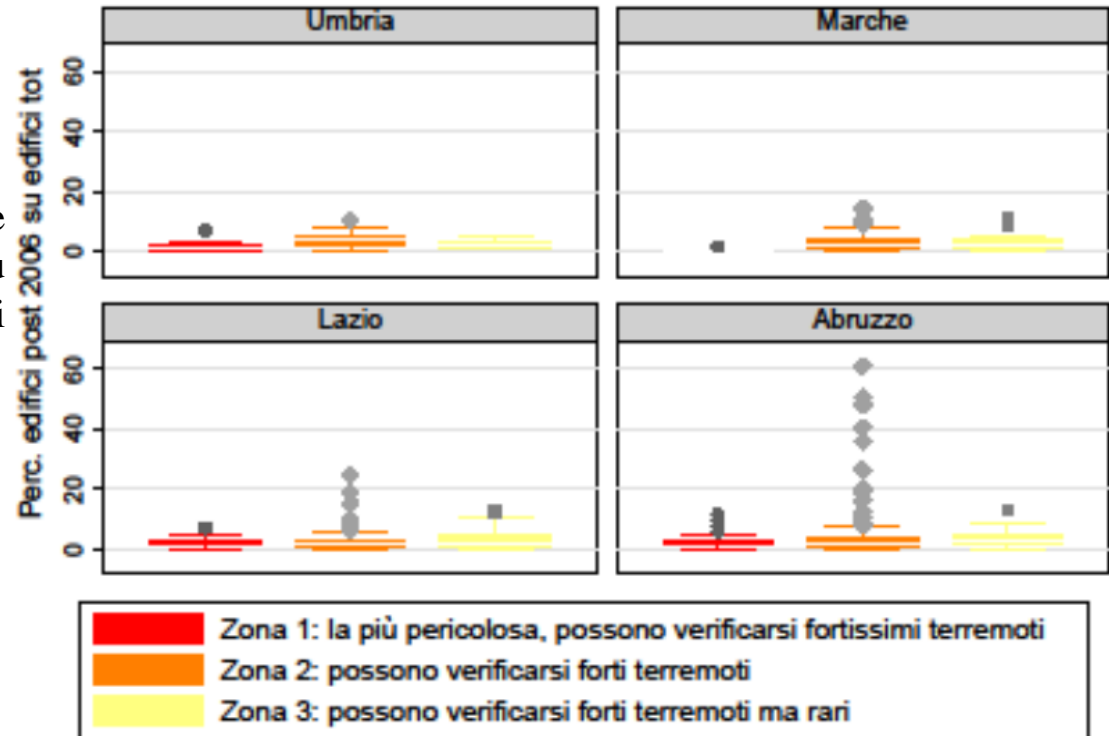 e
u
i
Perc. edifici post 2006 su edifici tot
Umbria
Marche
60
40
20
0
Lazio
Abruzzo
60
40
20
0
Zona 1: la più pericolosa, possono verificarsi fortissimi terremoti
Zona 2: possono verificarsi forti terremoti
Zona 3: possono verificarsi forti terremoti ma rari